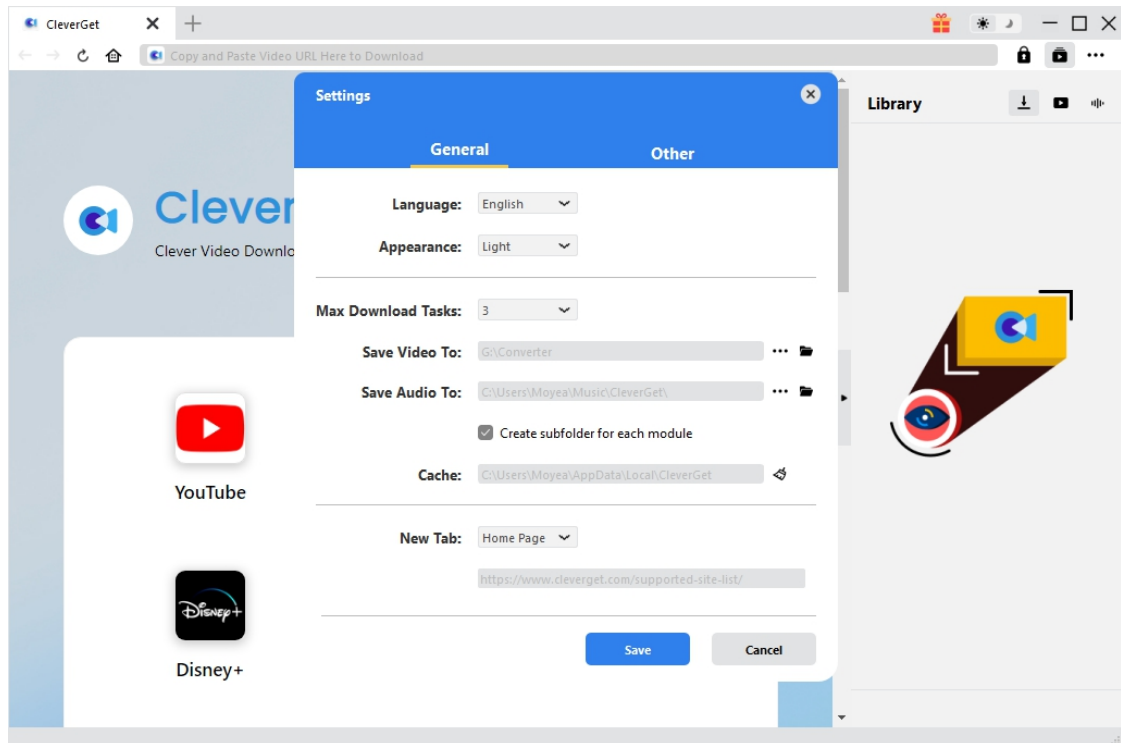 CleverGet
Copy and Paste Video URL Here to Download
Settings
Library
General
Other
Clever
Clever Video Downlo
Language: English
Appearance: Light
Max Download Tasks: 3
Save Video To: G:\Converter
Save Audio To: C:\Users\Moyea\Music\CleverGet\
Create subfolder for each module
Cache: C:\Users\Moyea\AppData\Local\CleverGet
New Tab: Home Page
https://www.cleverget.com/supported-site-list/
YouTube
Disney+
Disney+
Save
Cancel